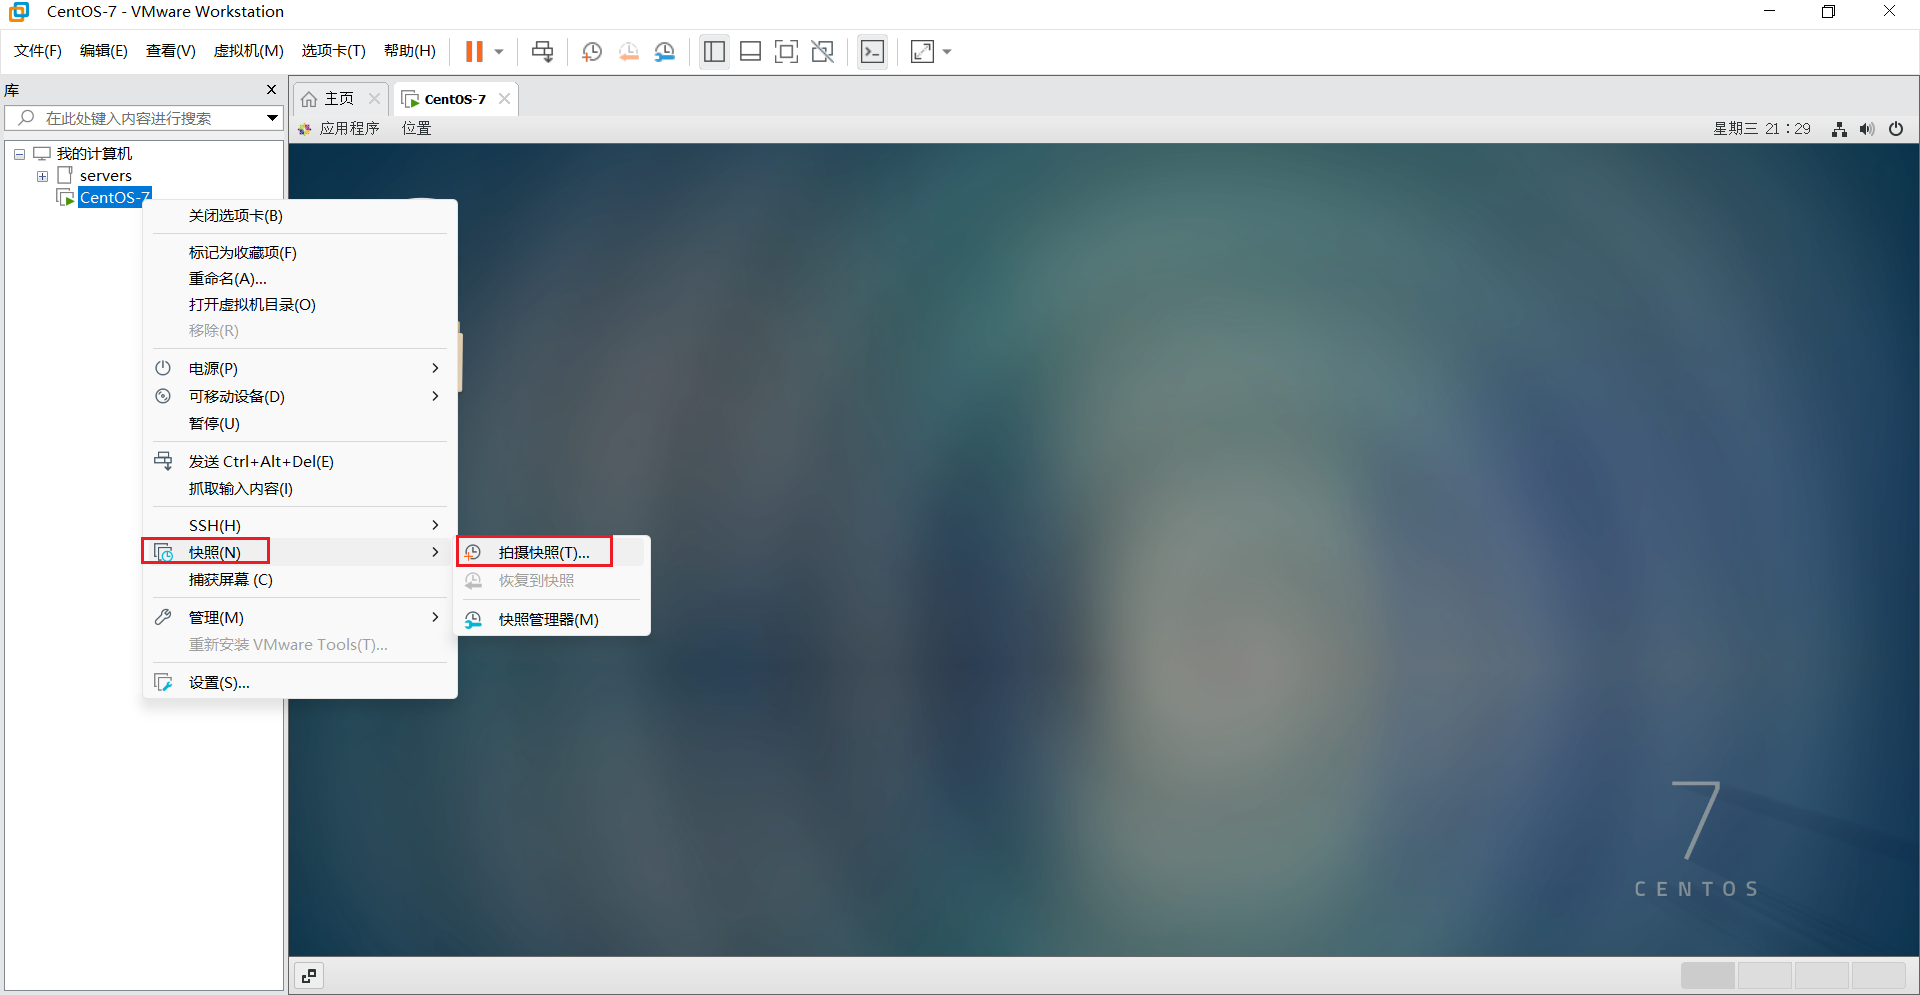 CentOS-7 - VMware Workstation
文件(F) 编辑(E) 查看(V) 虚拟机(M) 选项卡(T) 帮助(H)
库
在此处键入内容进行搜索
我的计算机
servers
CentOS-7
主页 CentOS-7
应用程序 位置 星期三 21：29
关闭选项卡(B)
标记为收藏项(F)
重命名(A)...
打开虚拟机目录(O)
移除(R)
电源(P)
可移动设备(D)
暂停(U)
发送 Ctrl+Alt+Del(E)
抓取输入内容(I)
SSH(H)
快照(N)
捕获屏幕 (C)
管理(M)
重新安装 VMware Tools(T)...
设置(S)...
拍摄快照(T)...
恢复到快照
快照管理器(M)
7
CENTOS